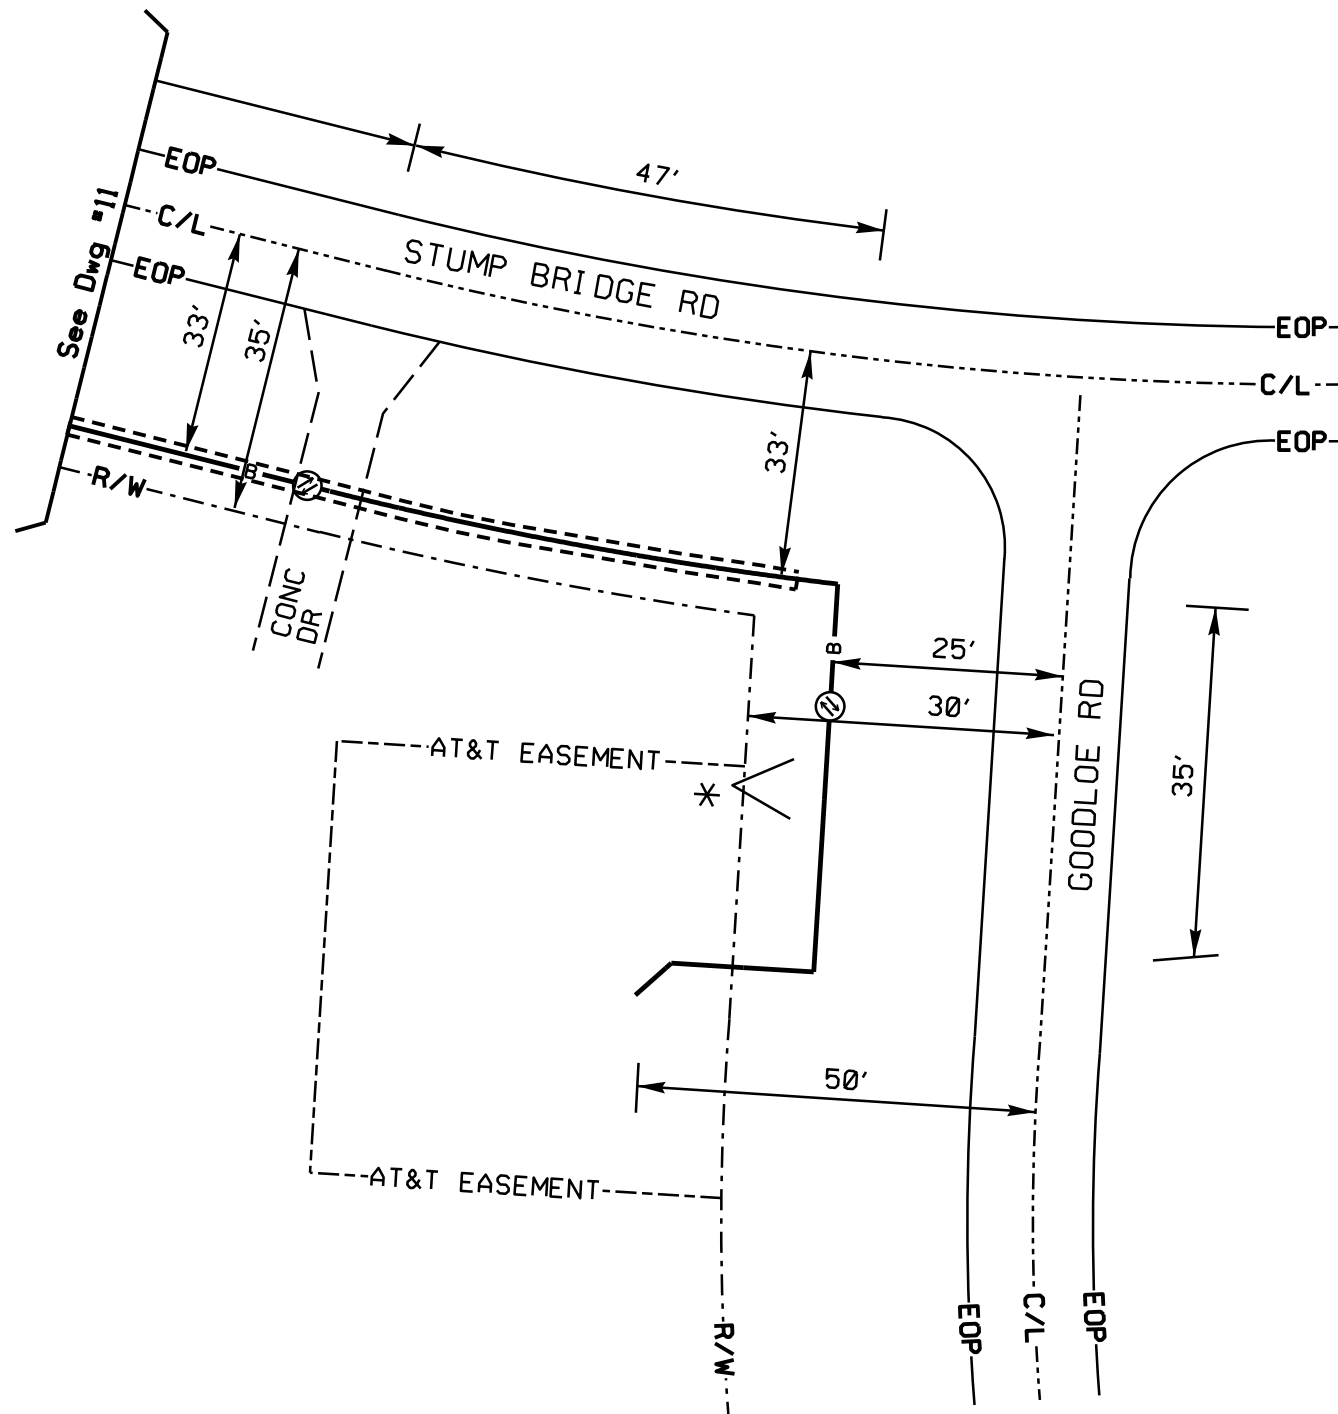 47'
EOP
See Dwg #11
C/L
STUMP BRIDGE RD
EOP
33'
35'
EOP
C/L
EOP
33'
B
R/W
CONC
DR
B
25'
30'
GOODLOE RD
AT&T EASEMENT
*
35'
50'
AT&T EASEMENT
EOP
C/L
EOP
R/W